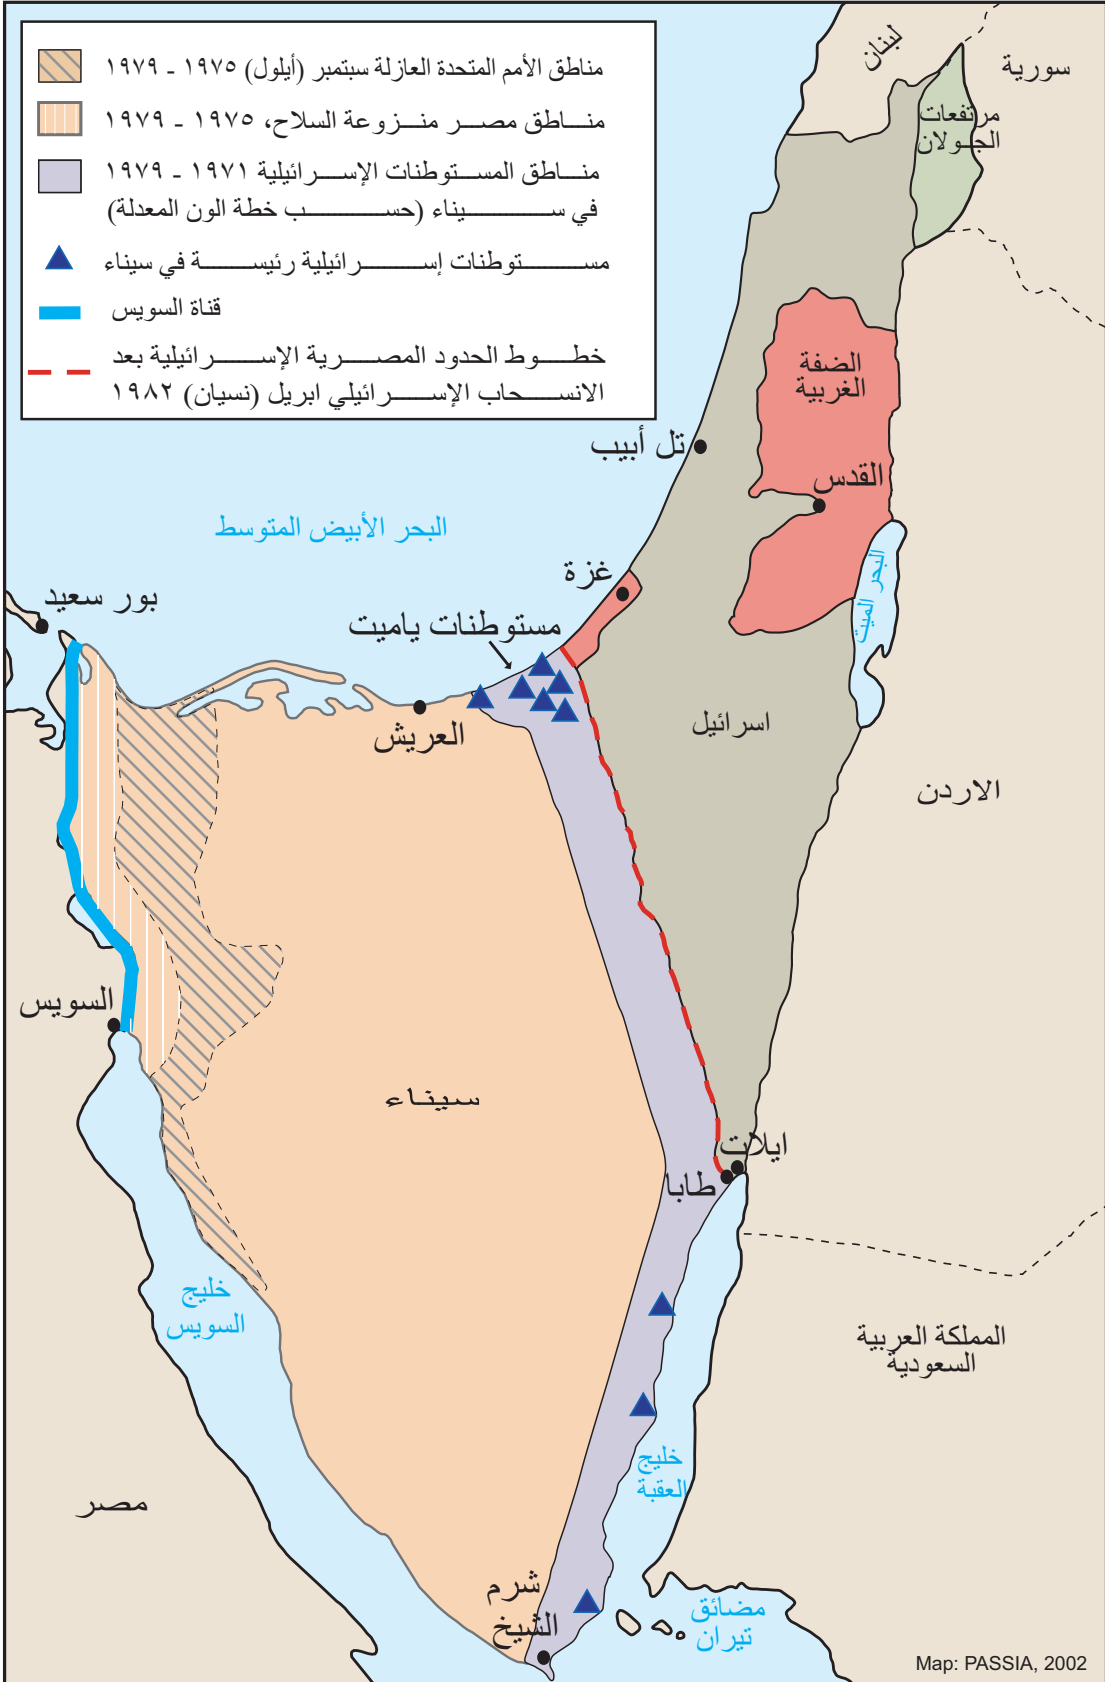 مناطق الأمم المتحدة العازلة سبتمبر (أيلول) ١٩٧٥ - ١٩٧٩
مناطق مصر منزوعة السلاح، ١٩٧٥ - ١٩٧٩
مناطق المستوطنات الإسرائيلية ١٩٧١ - ١٩٧٩
في سيناء (حسب خطة الون المعدلة)
مستوطنات إسرائيلية رئيسة في سيناء
قناة السويس
خطوط الحدود المصرية الإسرائيلية بعد
الانسحاب الإسرائيلي ابريل (نسيان) ١٩٨٢
لبنان
سورية
مرتفعات
الجولان
الضفة
الغربية
تل أبيب
القدس
البحر الأبيض المتوسط
البحر الميت
غزة
بور سعيد
مستوطنات ياميت
العريش
اسرائيل
الاردن
السويس
سيناء
ايلات
طابا
خليج
السويس
المملكة العربية
السعودية
خليج
العقبة
مصر
شرم
الشيخ
مضائق
تيران
Map: PASSIA, 2002